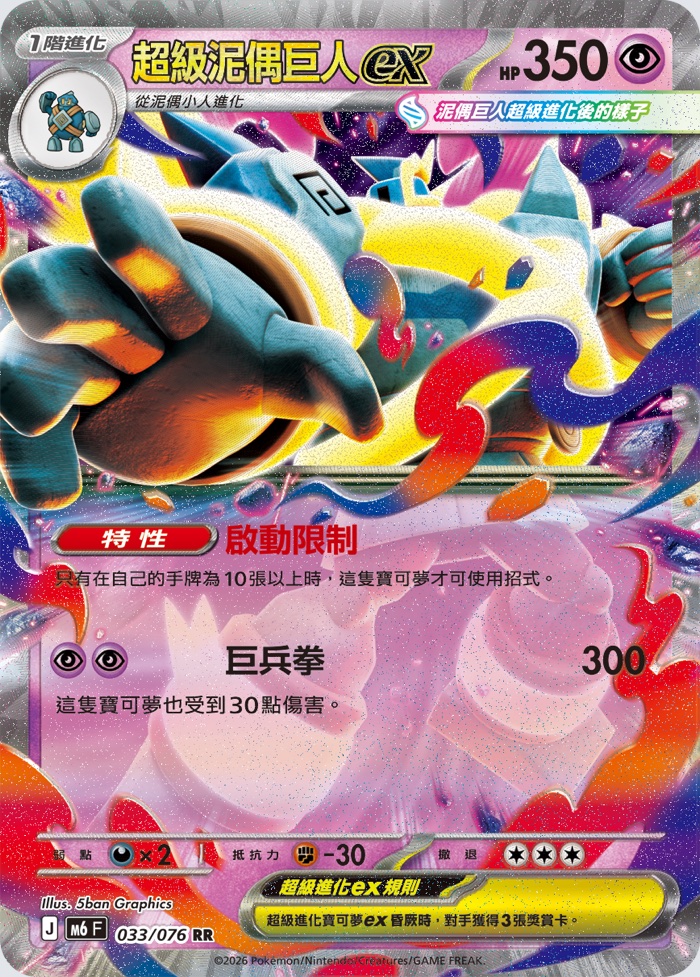 1階進化
超級泥偶巨人ex
HP350
從泥偶小人進化
泥偶巨人超級進化後的樣子
特性 啟動限制
只有在自己的手牌為10張以上時，這隻寶可夢才可使用招式。
巨兵拳 300
這隻寶可夢也受到30點傷害。
弱點 ×2 抵抗力 -30 撤退
超級進化ex規則
超級進化寶可夢ex昏厥時，對手獲得3張獎賞卡。
Illus. 5ban Graphics
J M6 F 033/076 RR
©2026 Pokémon/Nintendo/Creatures/GAME FREAK.